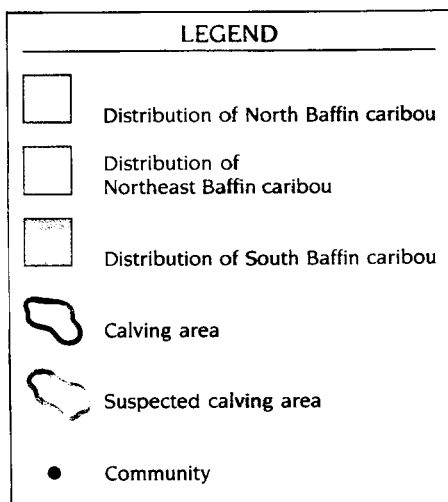 LEGEND
Distribution of North Baffin caribou
Distribution of
Northeast Baffin caribou
Distribution of South Baffin caribou
Calving area
Suspected calving area
Community